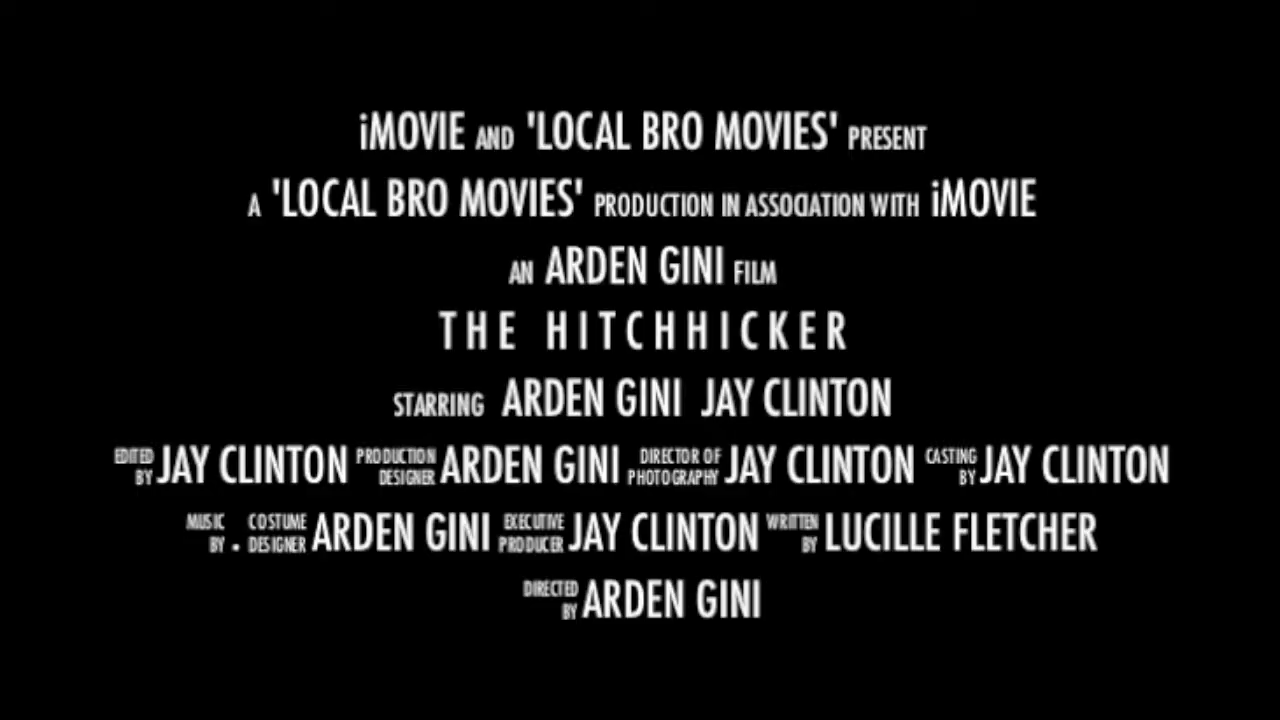 iMOVIE AND 'LOCAL BRO MOVIES' PRESENT
A 'LOCAL BRO MOVIES' PRODUCTION IN ASSOCIATION WITH iMOVIE
AN ARDEN GINI FILM
THE HITCHHICKER
STARRING ARDEN GINI JAY CLINTON
EDITED BY JAY CLINTON PRODUCTION DESIGNER ARDEN GINI DIRECTOR OF PHOTOGRAPHY JAY CLINTON CASTING BY JAY CLINTON
MUSIC BY . COSTUME DESIGNER ARDEN GINI EXECUTIVE PRODUCER JAY CLINTON WRITTEN BY LUCILLE FLETCHER
DIRECTED BY ARDEN GINI